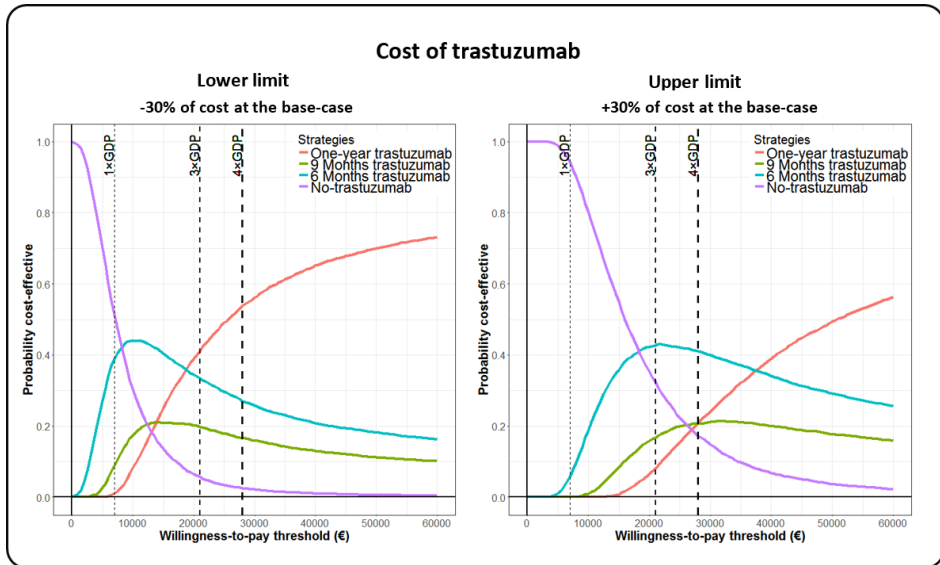 Cost of trastuzumab
Lower limit
-30% of cost at the base-case
Probability cost-effective
1.0
0.8
0.6
0.4
0.2
0.0
1×GDP
3×GDP
4×GDP
Strategies
One-year trastuzumab
9 Months trastuzumab
6 Months trastuzumab
No-trastuzumab
0
10000
20000
30000
40000
50000
60000
Willingness-to-pay threshold (€)
Upper limit
+30% of cost at the base-case
Probability cost-effective
1.0
0.8
0.6
0.4
0.2
0.0
1×GDP
3×GDP
4×GDP
Strategies
One-year trastuzumab
9 Months trastuzumab
6 Months trastuzumab
No-trastuzumab
0
10000
20000
30000
40000
50000
60000
Willingness-to-pay threshold (€)